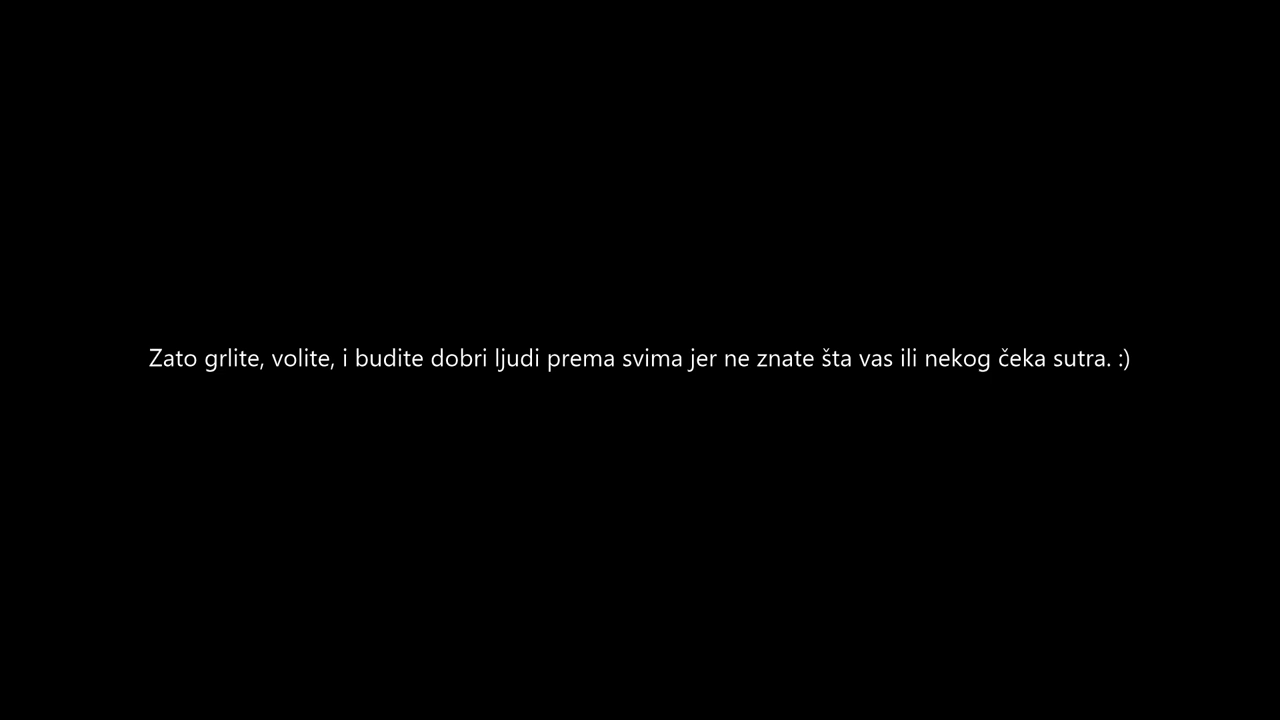 Zato grlite, volite, i budite dobri ljudi prema svima jer ne znate šta vas ili nekog čeka sutra. :)